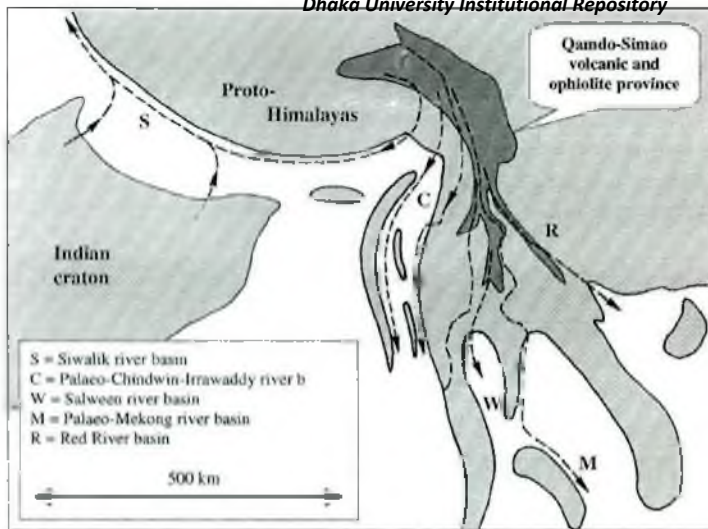 Dhaka University Institutional Repository
Qamdo-Simao
volcanic and
ophiolite province
Proto-
Himalayas
S
C
R
Indian
craton
S = Siwalik river basin
C = Palaeo-Chindwin-Irrawaddy river b
W = Salween river basin
M = Palaeo-Mekong river basin
R = Red River basin
500 km
W
M